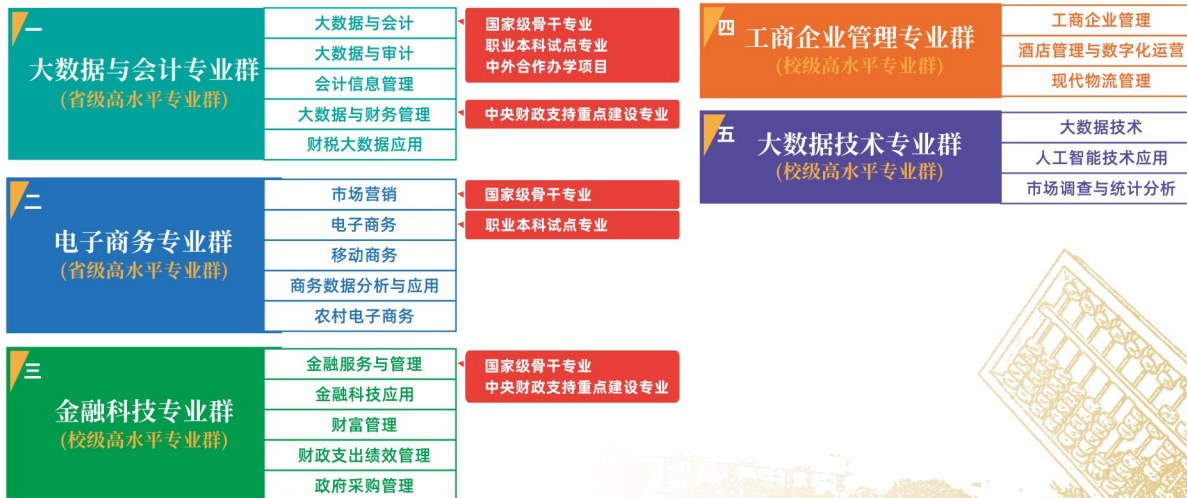 一
大数据与会计专业群
(省级高水平专业群)
大数据与会计
大数据与审计
会计信息管理
大数据与财务管理
财税大数据应用
国家级骨干专业
职业本科试点专业
中外合作办学项目
中央财政支持重点建设专业
二
电子商务专业群
(省级高水平专业群)
市场营销
电子商务
移动商务
商务数据分析与应用
农村电子商务
国家级骨干专业
职业本科试点专业
三
金融科技专业群
(校级高水平专业群)
金融服务与管理
金融科技应用
财富管理
财政支出绩效管理
政府采购管理
国家级骨干专业
中央财政支持重点建设专业
四
工商企业管理专业群
(校级高水平专业群)
工商企业管理
酒店管理与数字化运营
现代物流管理
五
大数据技术专业群
(校级高水平专业群)
大数据技术
人工智能技术应用
市场调查与统计分析